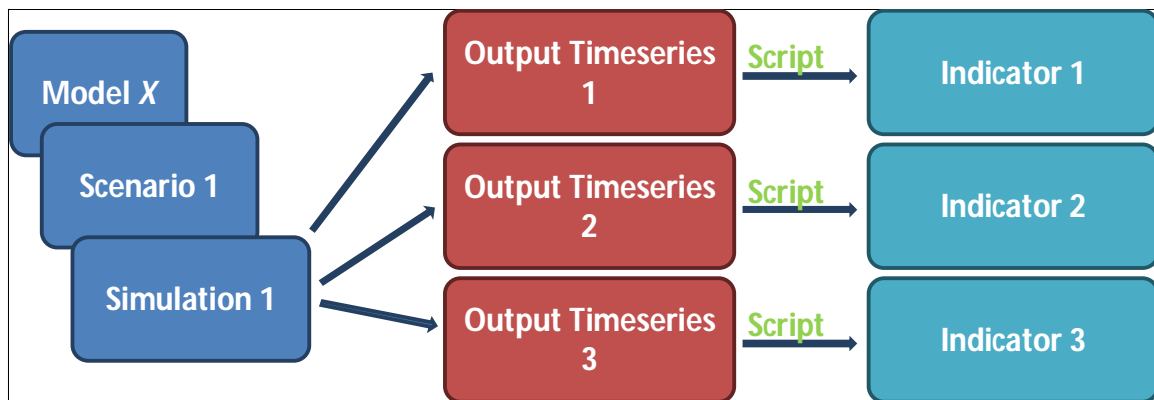 Model X
Scenario 1
Simulation 1
Output Timeseries
1
Script
Indicator 1
Output Timeseries
2
Script
Indicator 2
Output Timeseries
3
Script
Indicator 3